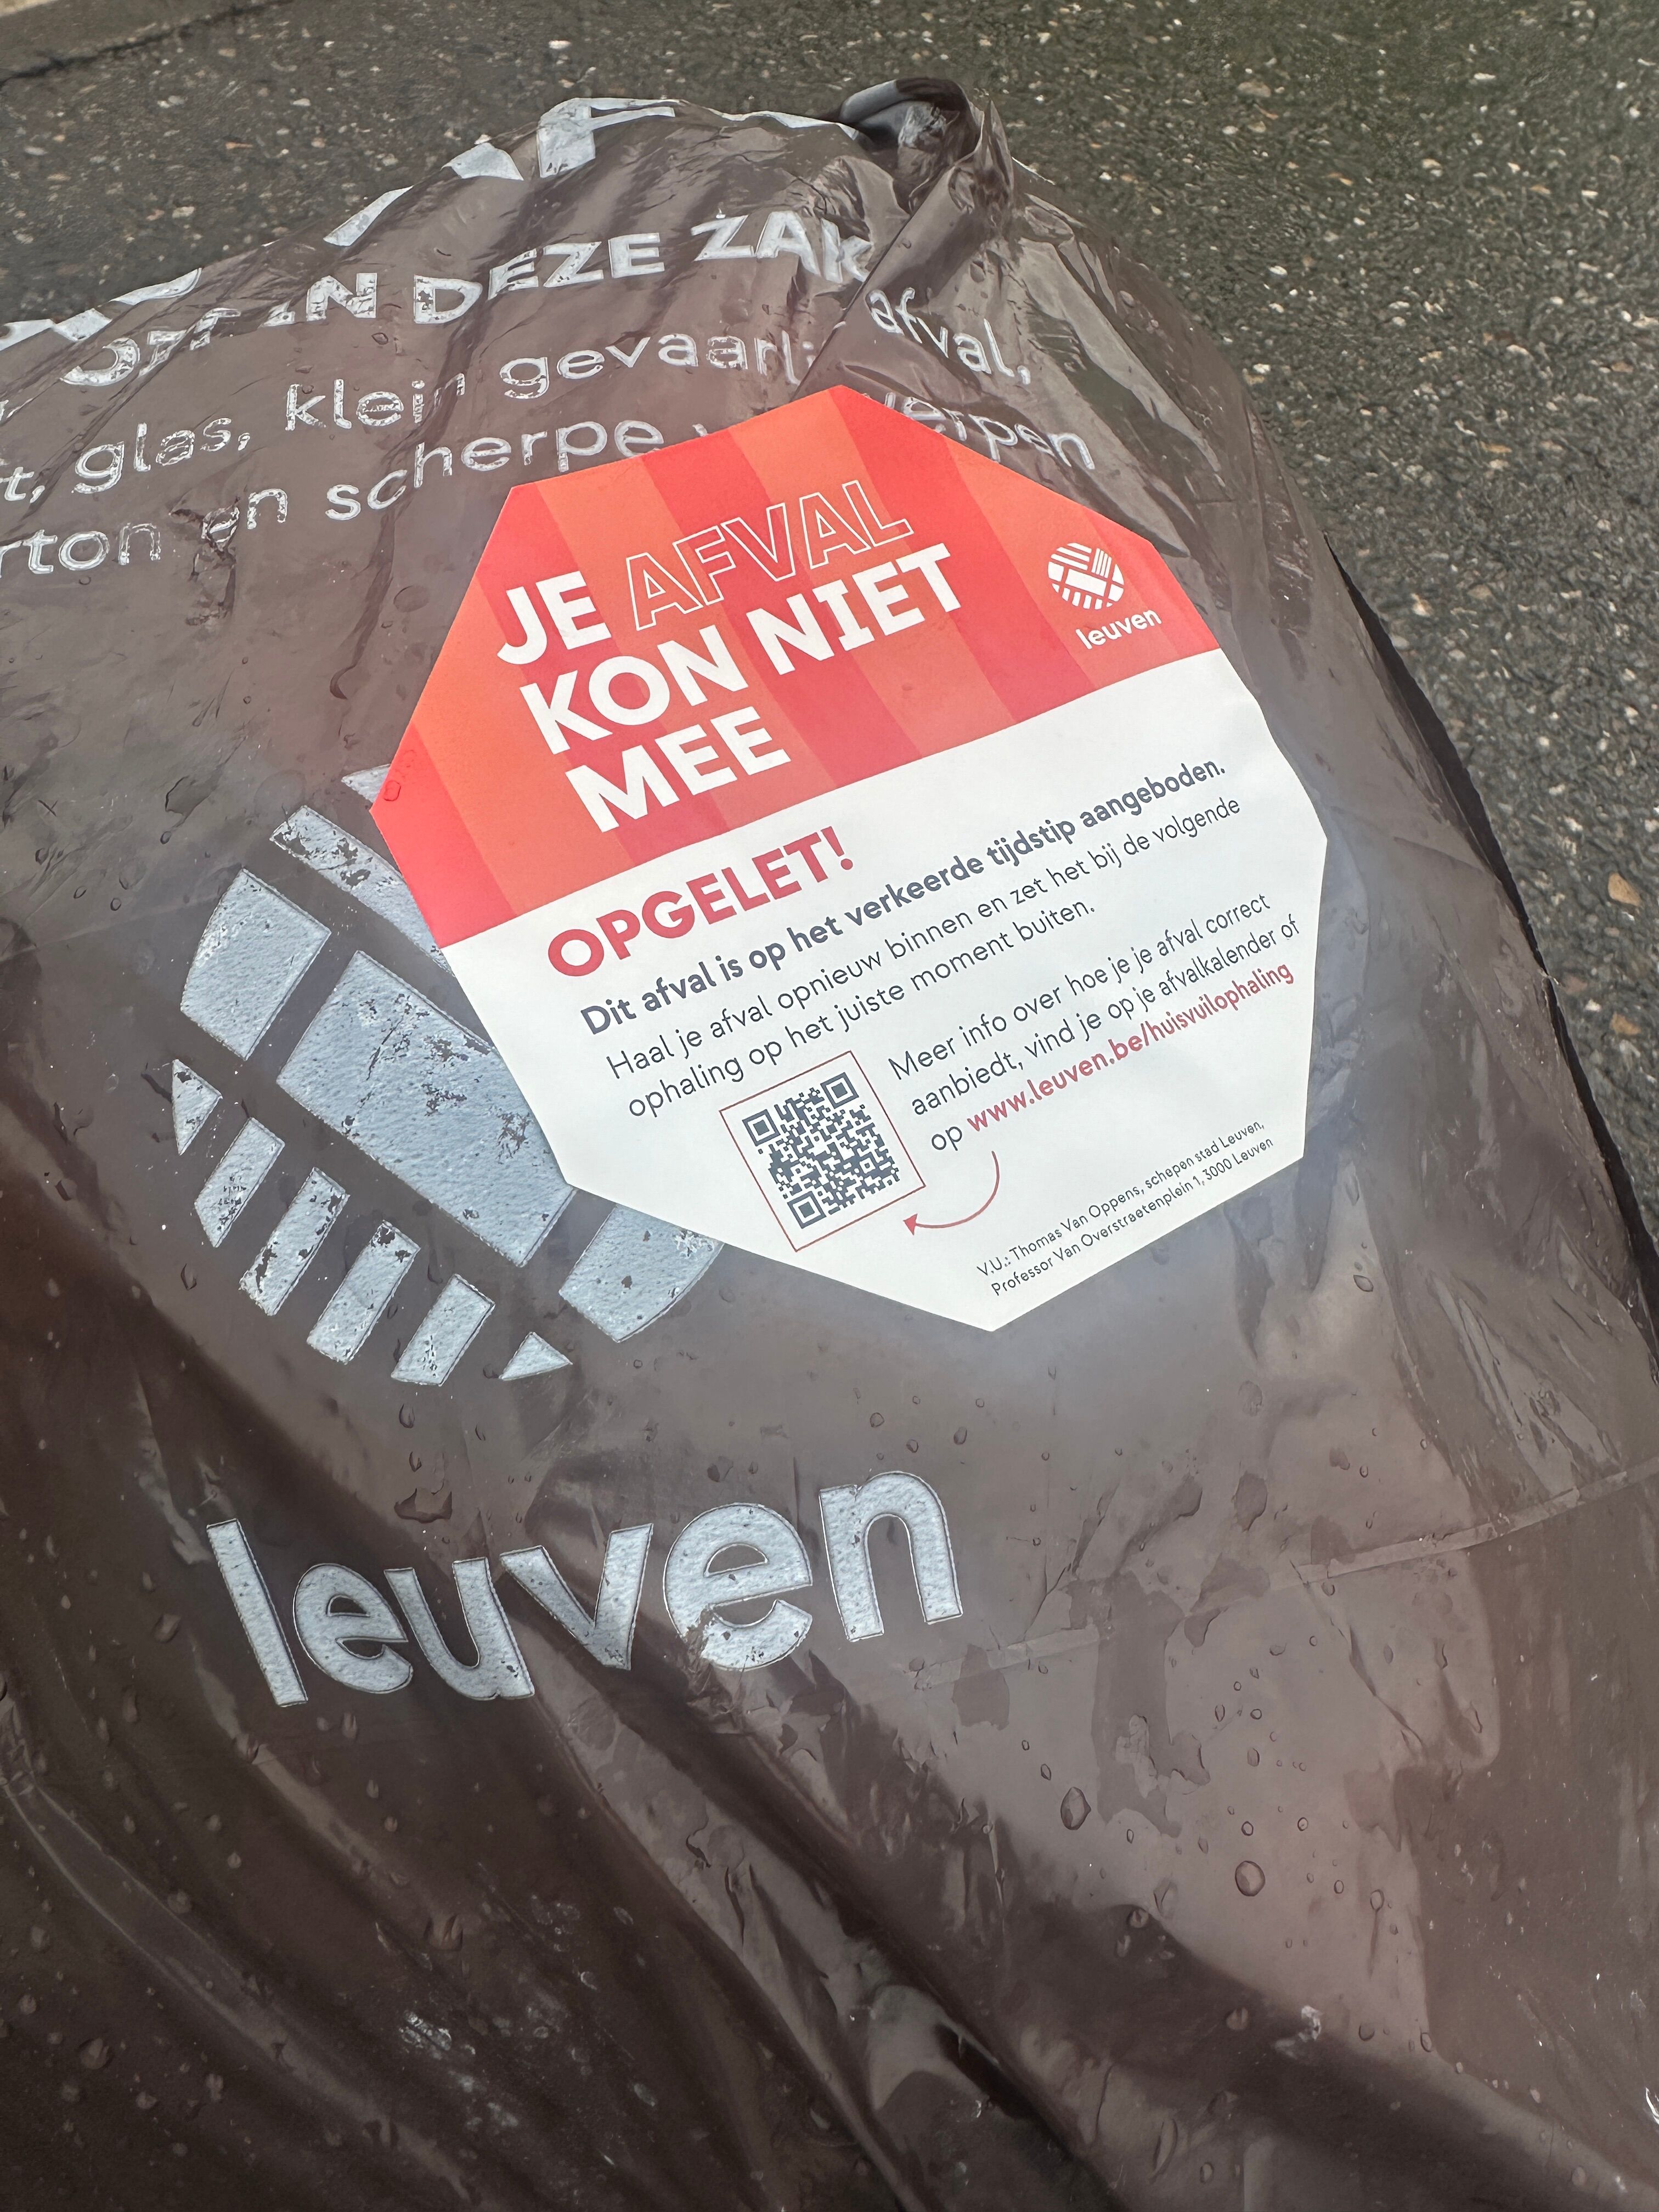 IN DEZE ZAK
glas, klein afval,
en scherpe
JE AFVAL
KON NIET
MEE
leuven
OPGELET!
Dit afval is op het verkeerde tijdstip aangeboden.
Haal je afval opnieuw binnen en zet het bij de volgende
ophaling op het juiste moment buiten.
Meer info over hoe je je afval correct
aanbiedt, vind je op je afvalkalender of
op www.leuven.be/huisvuilophaling
V.U.: Thomas Van Oppens, schepen stad Leuven,
Professor Van Overstraetenplein 1, 3000 Leuven
leuven